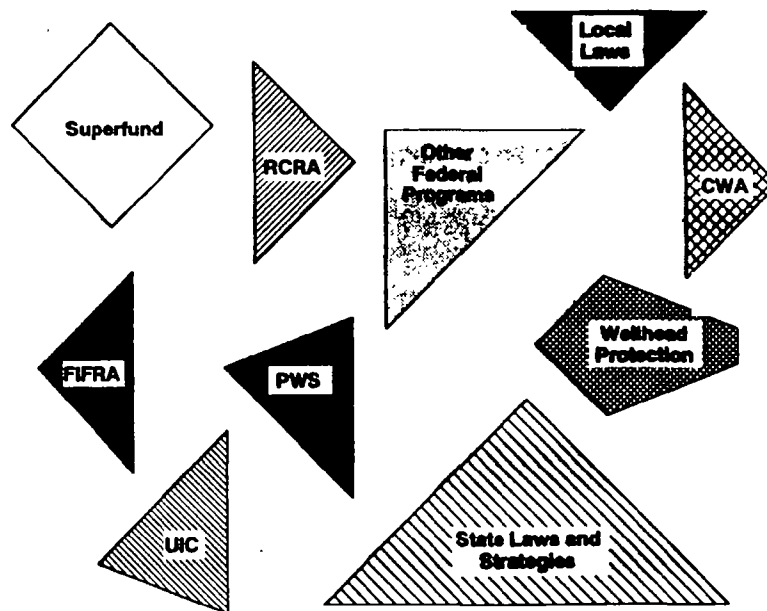 Local
Laws
Superfund
RCRA
Other
Federal
Programs
CWA
Wellhead
Protection
FIFRA
PWS
UIC
State Laws and
Strategies